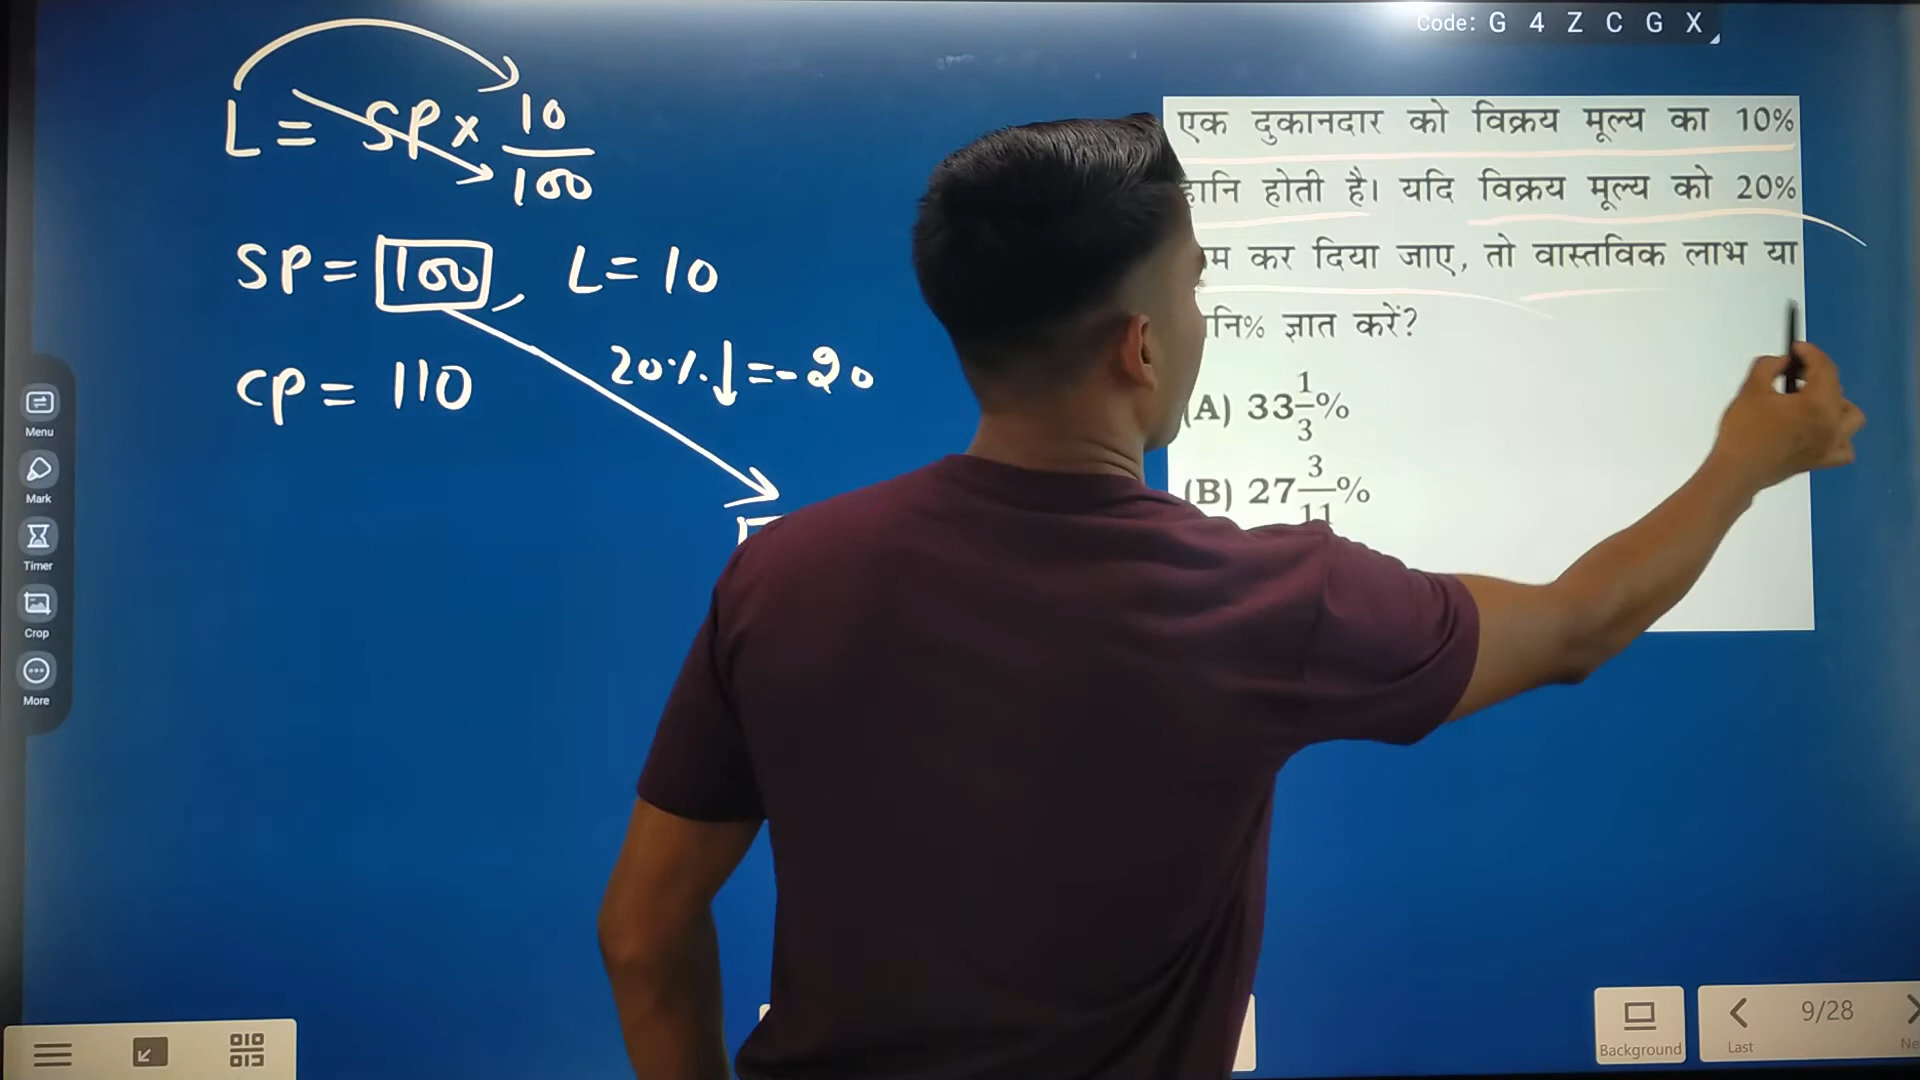 Code: G 4 Z C G X
L = SP x 10/100
SP = 100, L = 10
CP = 110
20% ↓ = -20
एक दुकानदार को विक्रय मूल्य का 10%
होती है। यदि विक्रय मूल्य को 20%
कर दिया जाए, तो वास्तविक लाभ या
ज्ञात करें?
(A) 33 1/3%
(B) 27 3/11%
Menu
Mark
Timer
Crop
More
Background
Last
9/28